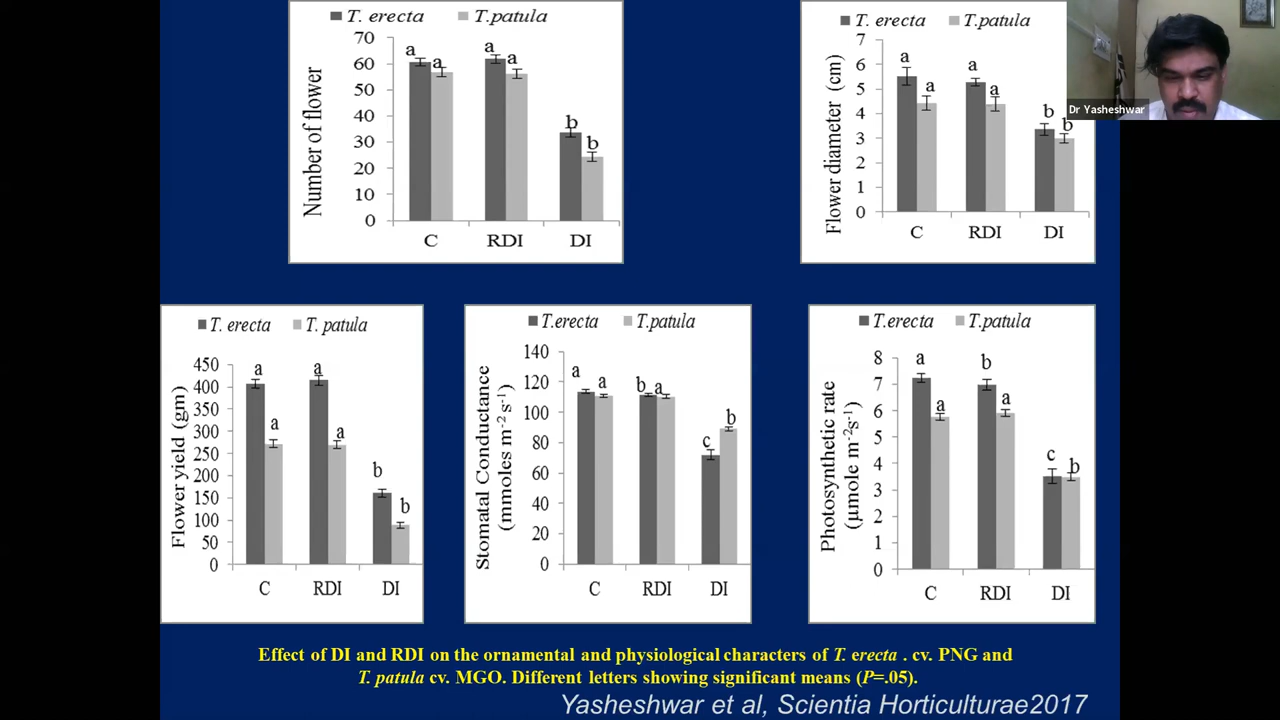 T. erecta T.patula
Number of flower
70
60
50
40
30
20
10
0
a a a a b b
C RDI DI
T. erecta T.patula
Flower diameter (cm)
7
6
5
4
3
2
1
0
a a a a b b
C RDI DI
Dr Yasheshwar
T. erecta T. patula
Flower yield (gm)
450
400
350
300
250
200
150
100
50
0
a a a a b b
C RDI DI
T.erecta T.patula
Stomatal Conductance
(mmoles m-2 s-1)
140
120
100
80
60
40
20
0
a a b a c b
C RDI DI
T.erecta T.patula
Photosynthetic rate
(µmole m-2s-1)
8
7
6
5
4
3
2
1
0
a a b a c b
C RDI DI
Effect of DI and RDI on the ornamental and physiological characters of T. erecta . cv. PNG and
T. patula cv. MGO. Different letters showing significant means (P=.05).
Yasheshwar et al, Scientia Horticulturae2017